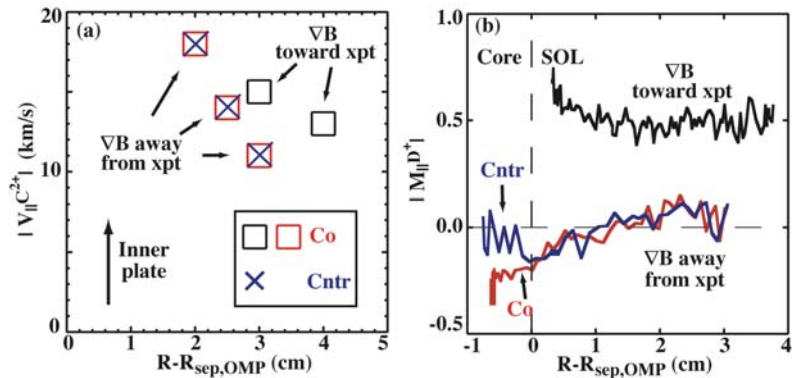 (a)
∇B
toward xpt
∇B away
from xpt
Inner
plate
Co
Cntr
20
10
0
0 1 2 3 4 5
R-Rsep,OMP (cm)
| V||C²⁺| (km/s)
(b)
Core SOL
∇B
toward xpt
Cntr
Co
∇B away
from xpt
1.0
0.5
0.0
-0.5
-1 0 1 2 3 4
R-Rsep,OMP (cm)
| M||D⁺|